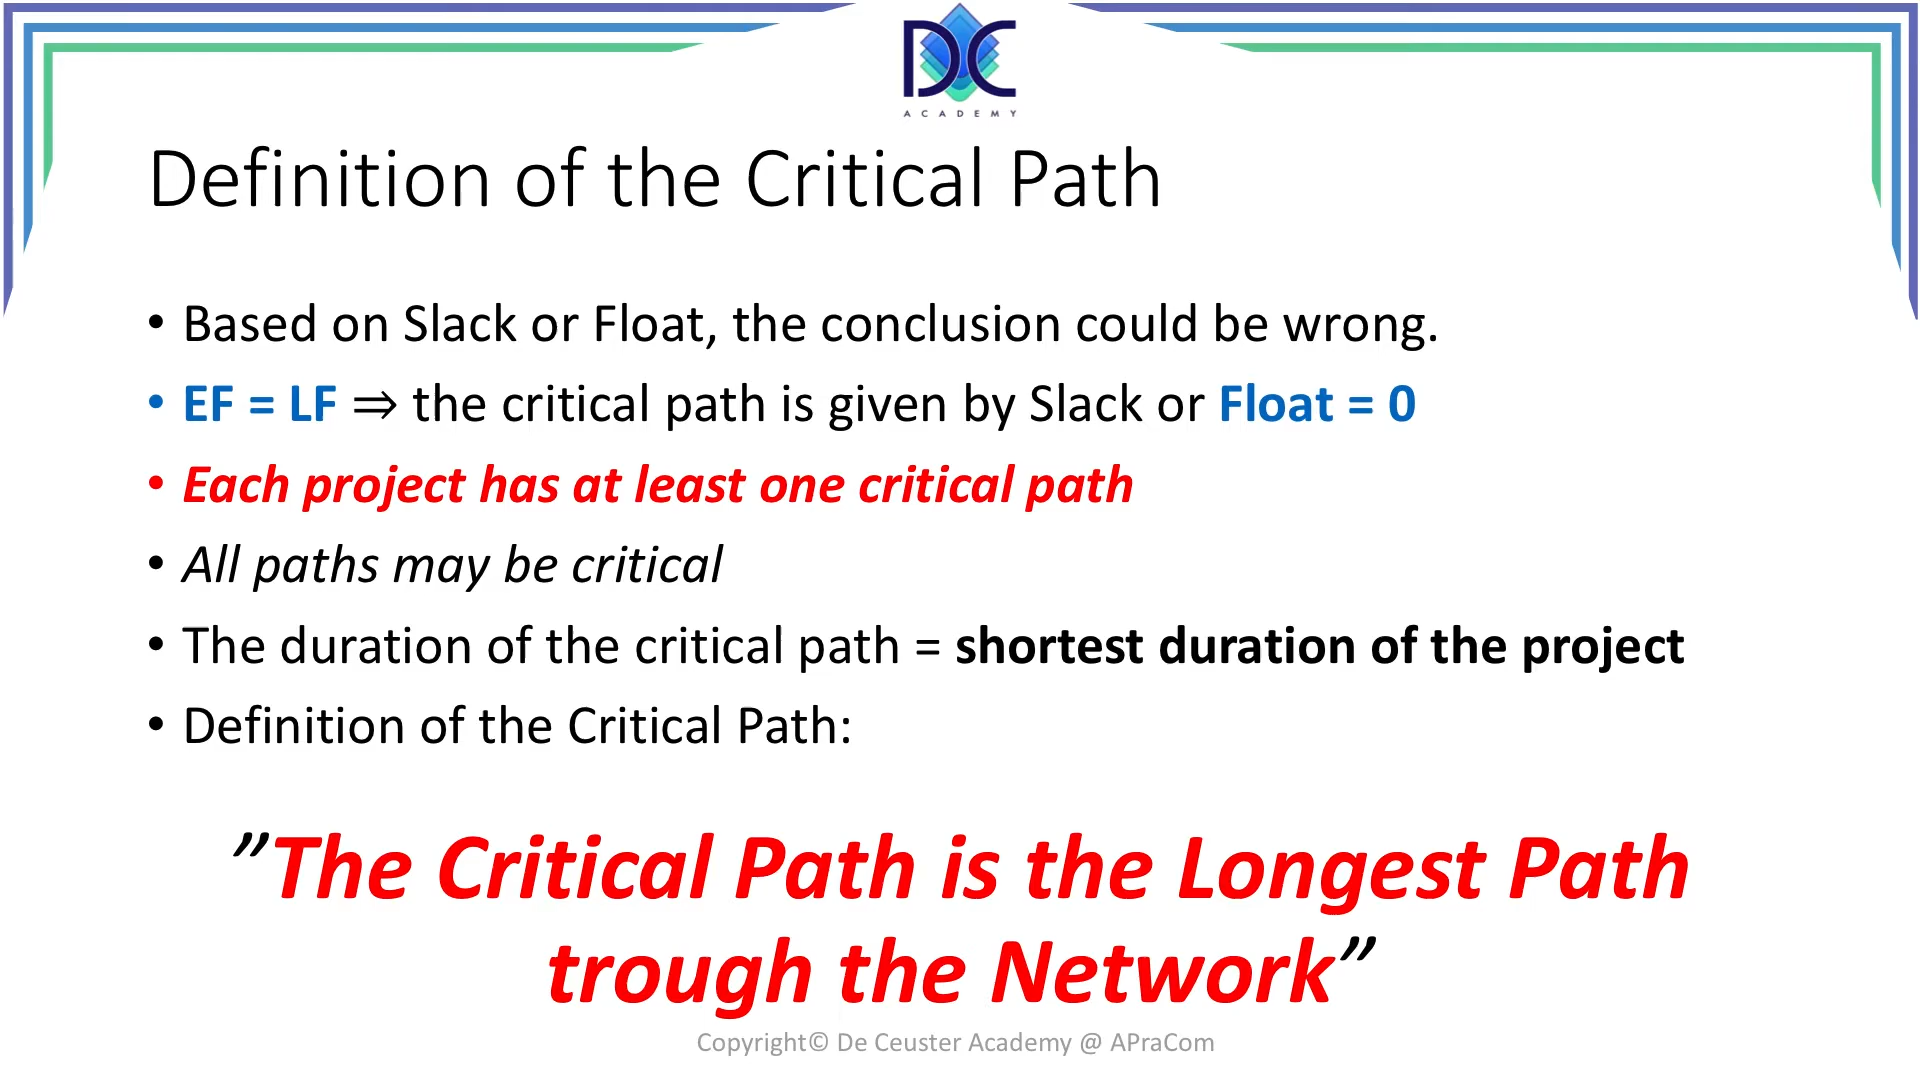 DC
ACADEMY
Definition of the Critical Path
• Based on Slack or Float, the conclusion could be wrong.
• EF = LF ⇒ the critical path is given by Slack or Float = 0
• Each project has at least one critical path
• All paths may be critical
• The duration of the critical path = shortest duration of the project
• Definition of the Critical Path:
”The Critical Path is the Longest Path
trough the Network”
Copyright© De Ceuster Academy @ APraCom